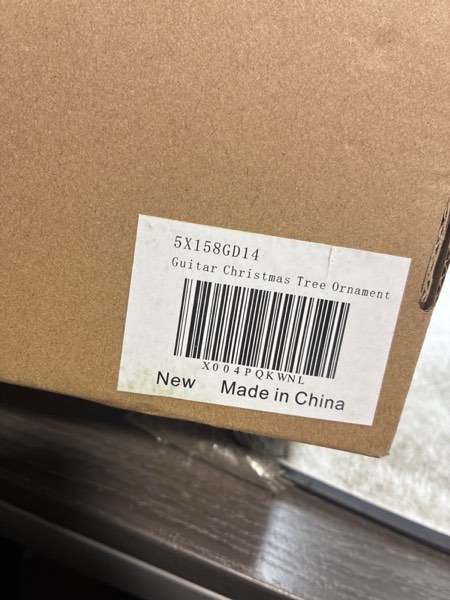 5X158GD14
Guitar Christmas Tree Ornament
X004PQKWNL
New Made in China